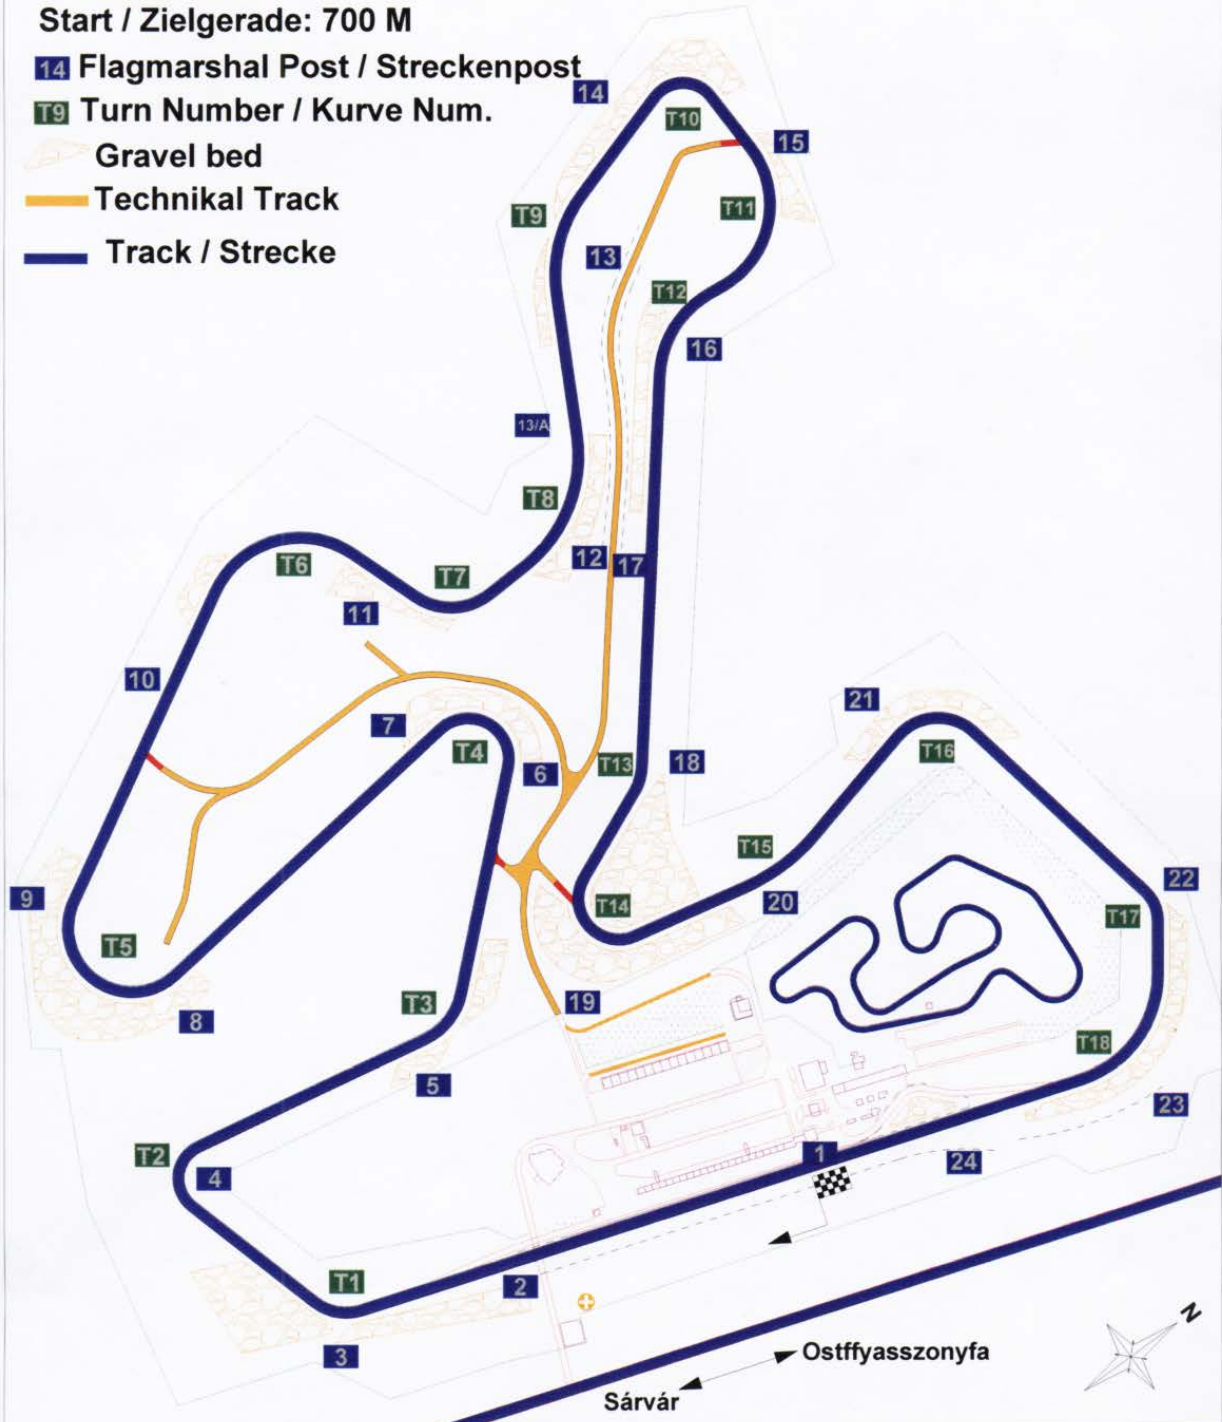 Start / Zielgerade: 700 M
14 Flagmarshal Post / Streckenpost
T9 Turn Number / Kurve Num.
Gravel bed
Technikal Track
Track / Strecke
14
T10
15
T9
T11
13
T12
16
13/A
T8
12
17
T6
T7
11
10
21
7
T4
T16
6
T13
18
T15
9
22
20
T14
T17
T5
19
T3
8
T18
5
23
T2
1
24
4
T1
2
3
N
Ostffyasszonyfa
Sárvár